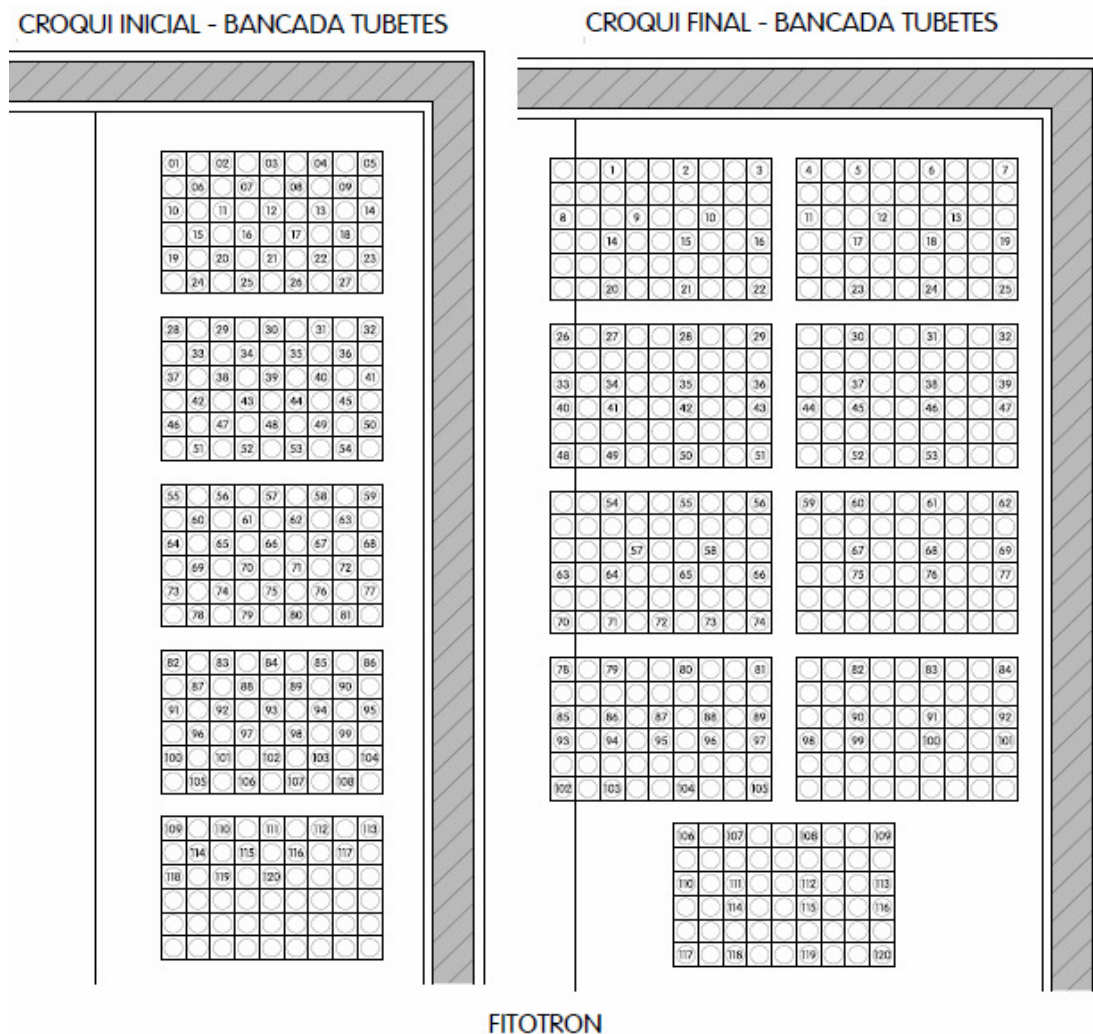 CROQUI INICIAL - BANCADA TUBETES
01 02 03 04 05
06 07 08 09
10 11 12 13 14
15 16 17 18
19 20 21 22 23
24 25 26 27
28 29 30 31 32
33 34 35 36
37 38 39 40 41
42 43 44 45
46 47 48 49 50
51 52 53 54
55 56 57 58 59
60 61 62 63
64 65 66 67 68
69 70 71 72
73 74 75 76 77
78 79 80 81
82 83 84 85 86
87 88 89 90
91 92 93 94 95
96 97 98 99
100 101 102 103 104
105 106 107 108
109 110 111 112 113
114 115 116 117
118 119 120
CROQUI FINAL - BANCADA TUBETES
1 2 3 4 5 6 7
8 9 10 11 12 13
14 15 16 17 18 19
20 21 22 23 24 25
26 27 28 29 30 31 32
33 34 35 36 37 38 39
40 41 42 43 44 45 46 47
48 49 50 51 52 53
54 55 56 59 60 61 62
57 58 67 68 69
63 64 65 66 75 76 77
70 71 72 73 74
78 79 80 81 82 83 84
85 86 87 88 89 90 91 92
93 94 95 96 97 98 99 100 101
102 103 104 105
106 107 108 109
110 111 112 113
114 115 116
117 118 119 120
FITOTRON